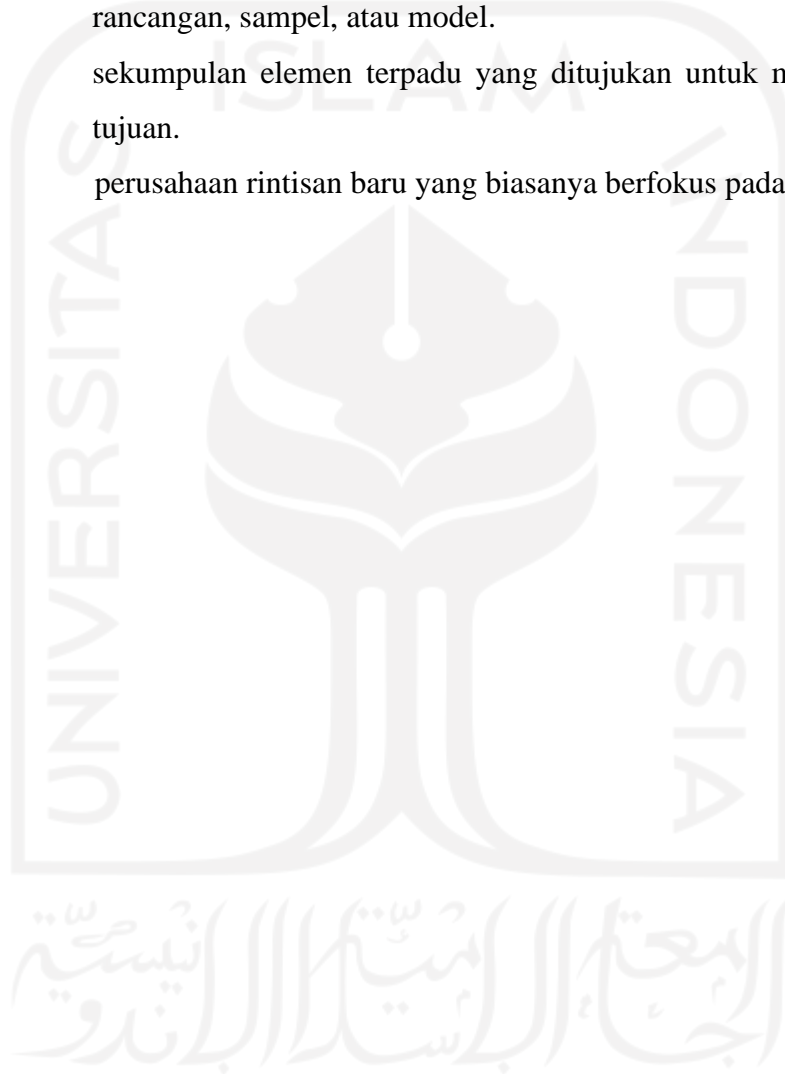 rancangan, sampel, atau model.
sekumpulan elemen terpadu yang ditujukan untuk
tujuan.
perusahaan rintisan baru yang biasanya berfokus pada
ISLAM
UNIVERSITAS
INDONESIA